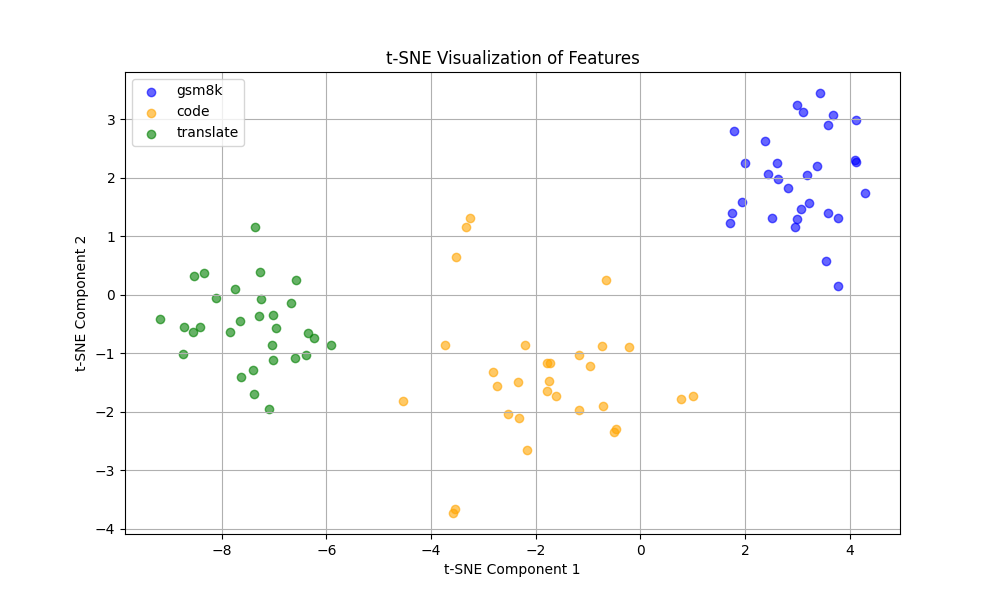 t-SNE Visualization of Features
gsm8k
code
translate
3
2
1
0
−1
−2
−3
−4
t-SNE Component 2
−8
−6
−4
−2
0
2
4
t-SNE Component 1